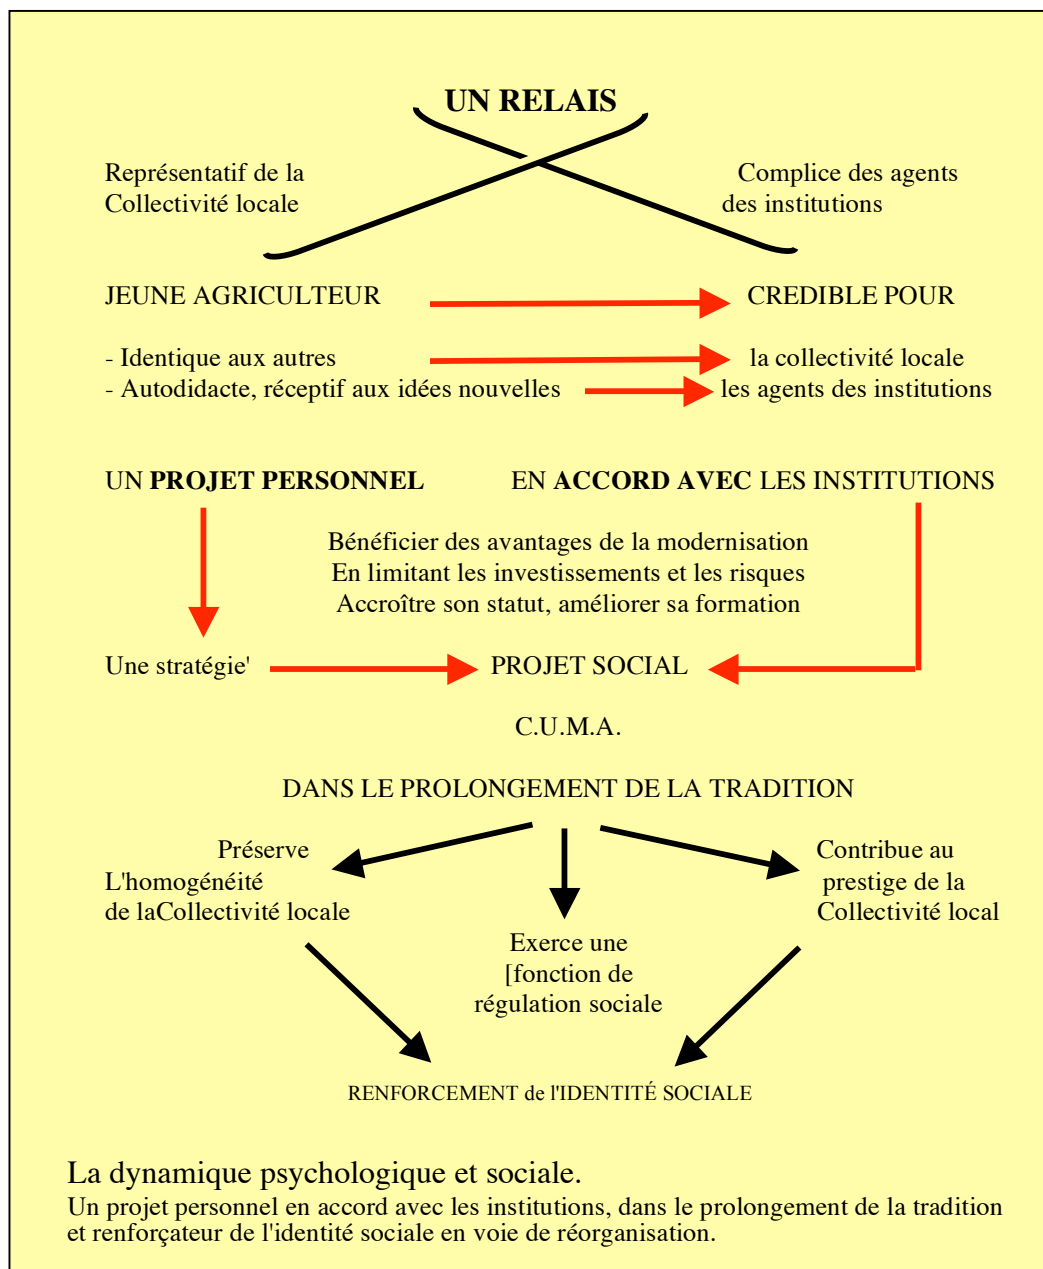 UN RELAIS
Représentatif de la
Collectivité locale
Complice des agents
des institutions
JEUNE AGRICULTEUR
CREDIBLE POUR
- Identique aux autres
la collectivité locale
- Autodidacte, réceptif aux idées nouvelles
les agents des institutions
UN PROJET PERSONNEL
EN ACCORD AVEC LES INSTITUTIONS
Bénéficier des avantages de la modernisation
En limitant les investissements et les risques
Accroître son statut, améliorer sa formation
Une stratégie'
PROJET SOCIAL
C.U.M.A.
DANS LE PROLONGEMENT DE LA TRADITION
Préserve
L'homogénéité
de laCollectivité locale
Exerce une
[fonction de
régulation sociale
Contribue au
prestige de la
Collectivité local
RENFORCEMENT de l'IDENTITÉ SOCIALE
La dynamique psychologique et sociale.
Un projet personnel en accord avec les institutions, dans le prolongement de la tradition
et renforçateur de l'identité sociale en voie de réorganisation.